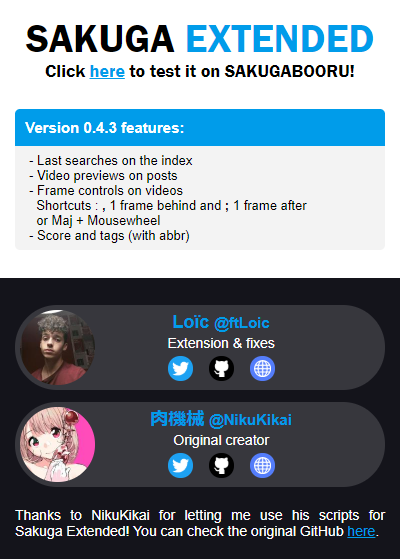 SAKUGA EXTENDED
Click here to test it on SAKUGABOORU!
Version 0.4.3 features:
- Last searches on the index
- Video previews on posts
- Frame controls on videos
Shortcuts : , 1 frame behind and ; 1 frame after
or Maj + Mousewheel
- Score and tags (with abbr)
Loïc @ftLoic
Extension & fixes
肉機械 @NikuKikai
Original creator
Thanks to NikuKikai for letting me use his scripts for
Sakuga Extended! You can check the original GitHub here.